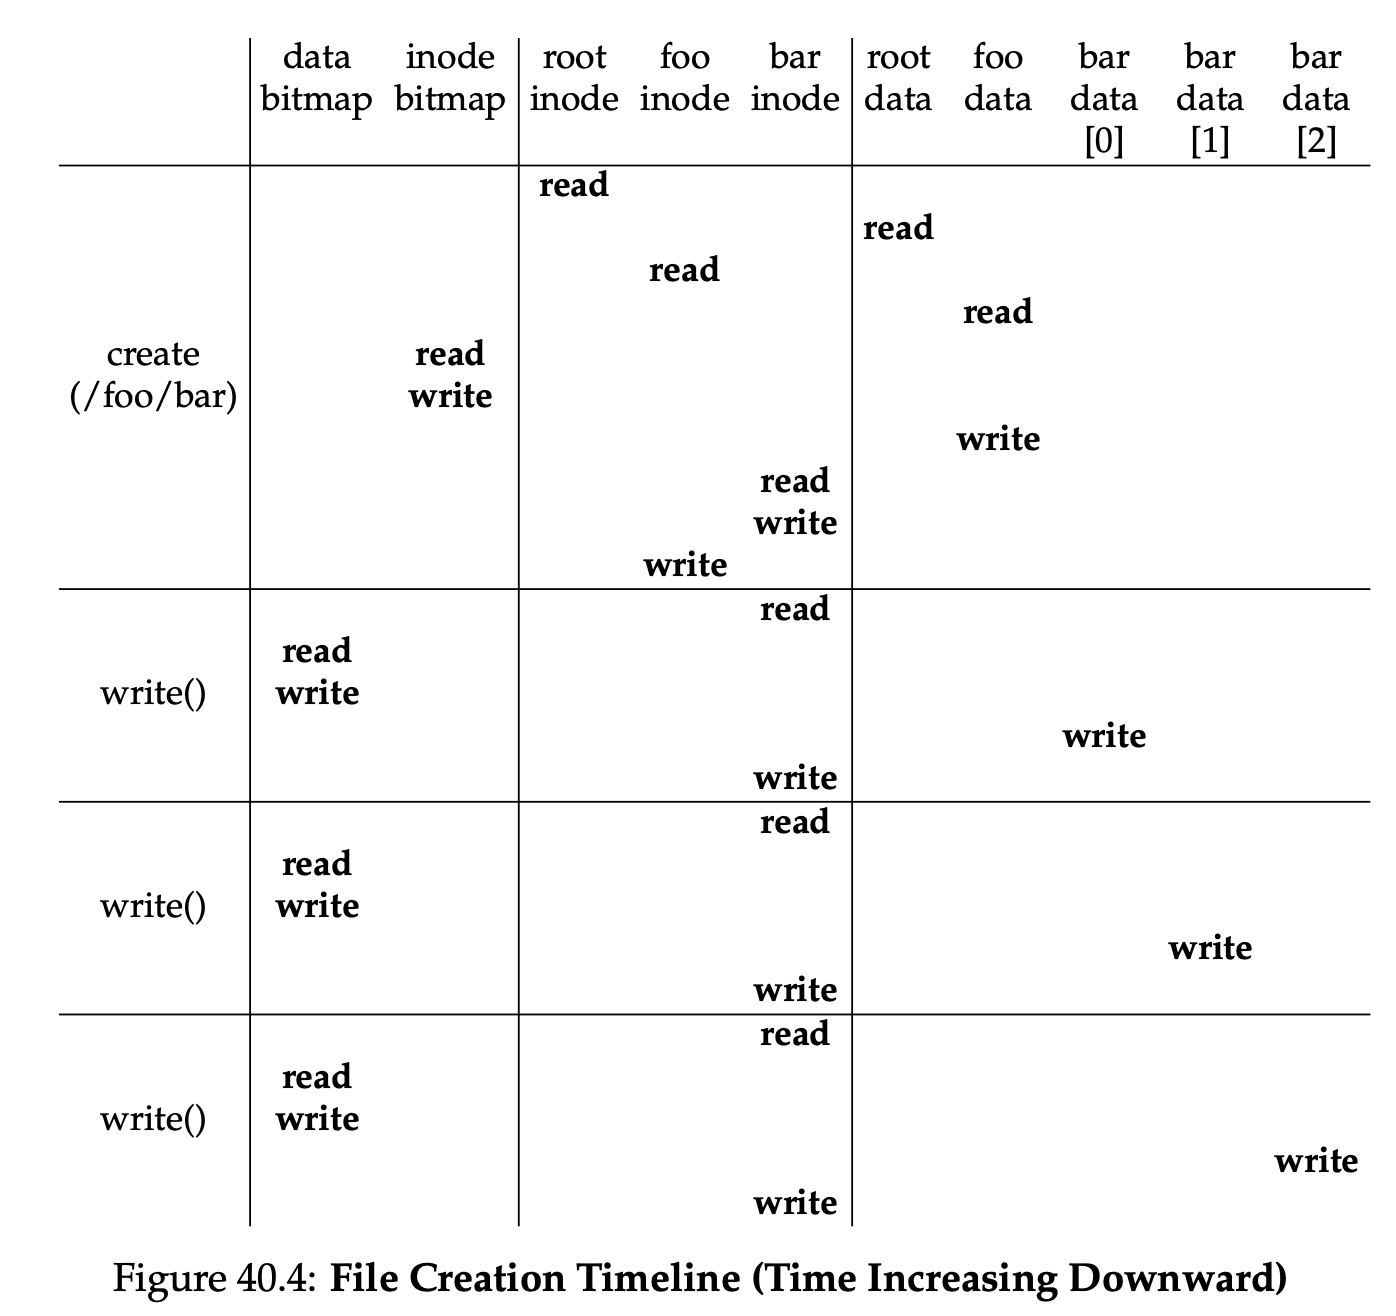 data inode root foo bar root foo bar bar bar
bitmap bitmap inode inode inode data data data data data
[0] [1] [2]
read
read
read
read
create read
(/foo/bar) write
write
read
write
write
read
read
write() write
write
write
read
read
write() write
write
write
read
read
write() write
write
write
Figure 40.4: File Creation Timeline (Time Increasing Downward)